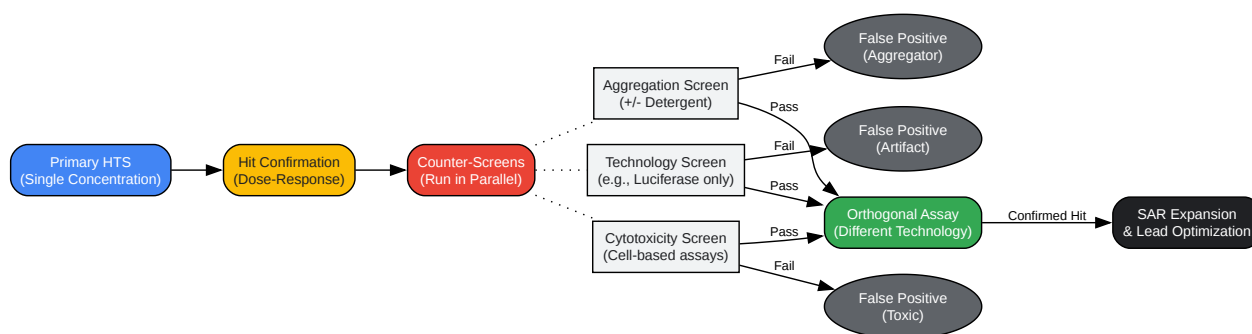 Primary HTS
(Single Concentration)
Hit Confirmation
(Dose-Response)
Counter-Screens
(Run in Parallel)
Aggregation Screen
(+/- Detergent)
Technology Screen
(e.g., Luciferase only)
Cytotoxicity Screen
(Cell-based assays)
Fail
Pass
Fail
Pass
Pass
Fail
False Positive
(Aggregator)
False Positive
(Artifact)
Orthogonal Assay
(Different Technology)
False Positive
(Toxic)
Confirmed Hit
SAR Expansion
& Lead Optimization